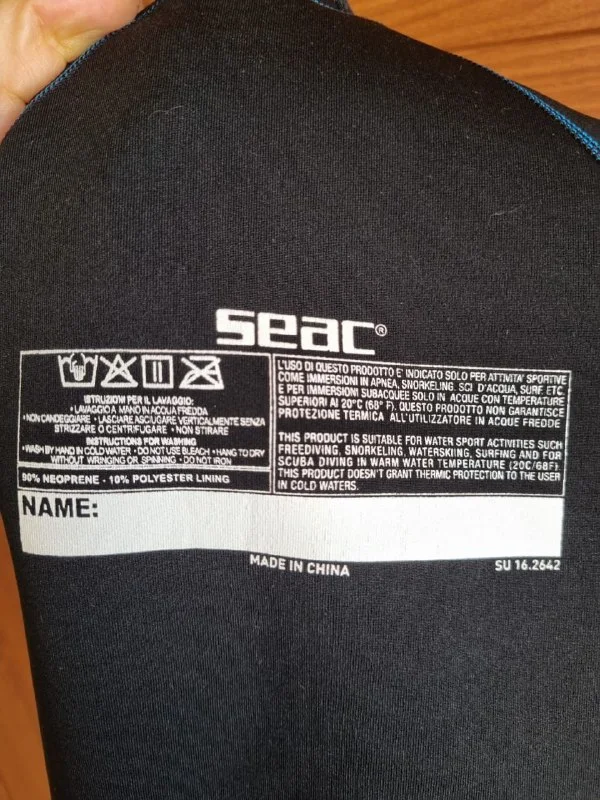 seac®
ISTRUZIONI PER IL LAVAGGIO:
• LAVAGGIO A MANO IN ACQUA FREDDA
• NON CANDEGGIARE • LASCIARE ASCIUGARE VERTICALMENTE SENZA
STRIZZARE O CENTRIFUGARE • NON STIRARE
INSTRUCTIONS FOR WASHING
• WASH BY HAND IN COLD WATER • DO NOT USE BLEACH • HANG TO DRY
WITHOUT WRINGING OR SPINNING • DO NOT IRON
90% NEOPRENE - 10% POLYESTER LINING
L'USO DI QUESTO PRODOTTO E' INDICATO SOLO PER ATTIVITA' SPORTIVE
COME IMMERSIONI IN APNEA, SNORKELING, SCI D'ACQUA, SURF ETC
E PER IMMERSIONI SUBACQUEE SOLO IN ACQUA CON TEMPERATURE
SUPERIORI AL 20°C (68° F). QUESTO PRODOTTO NON GARANTISCE
PROTEZIONE TERMICA ALL'UTILIZZATORE IN ACQUE FREDDE
THIS PRODUCT IS SUITABLE FOR WATER SPORT ACTIVITIES SUCH
FREEDIVING, SNORKELING, WATERSKIING, SURFING AND FOR
SCUBA DIVING IN WARM WATER TEMPERATURE (20C/68F).
THIS PRODUCT DOESN'T GRANT THERMIC PROTECTION TO THE USER
IN COLD WATERS.
NAME:
MADE IN CHINA
SU 16.2642